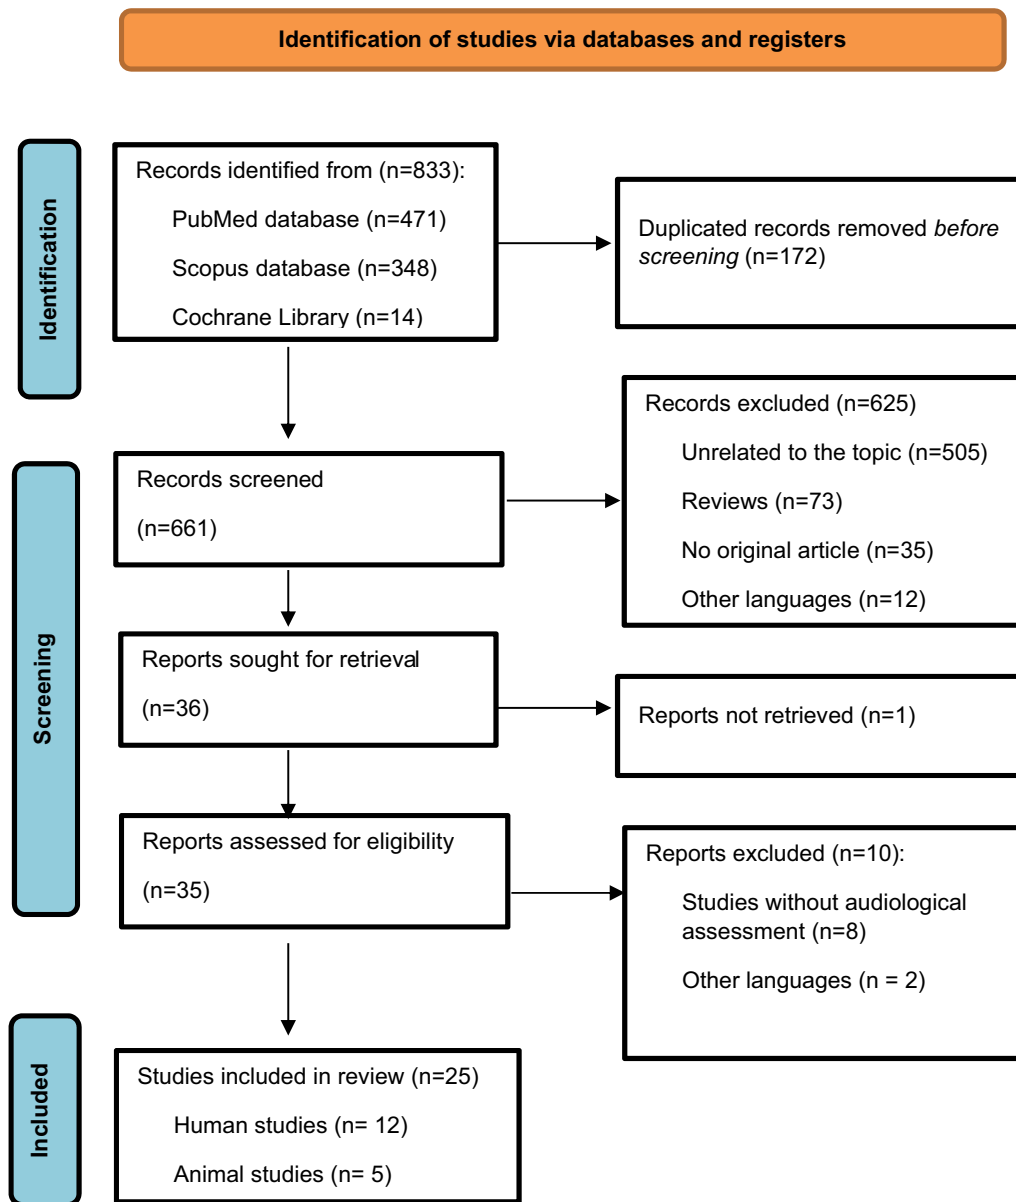 Identification of studies via databases and registers
Identification
Records identified from (n=833):
PubMed database (n=471)
Scopus database (n=348)
Cochrane Library (n=14)
Duplicated records removed before
screening (n=172)
Screening
Records screened
(n=661)
Records excluded (n=625)
Unrelated to the topic (n=505)
Reviews (n=73)
No original article (n=35)
Other languages (n=12)
Reports sought for retrieval
(n=36)
Reports not retrieved (n=1)
Reports assessed for eligibility
(n=35)
Reports excluded (n=10):
Studies without audiological
assessment (n=8)
Other languages (n = 2)
Included
Studies included in review (n=25)
Human studies (n= 12)
Animal studies (n= 5)